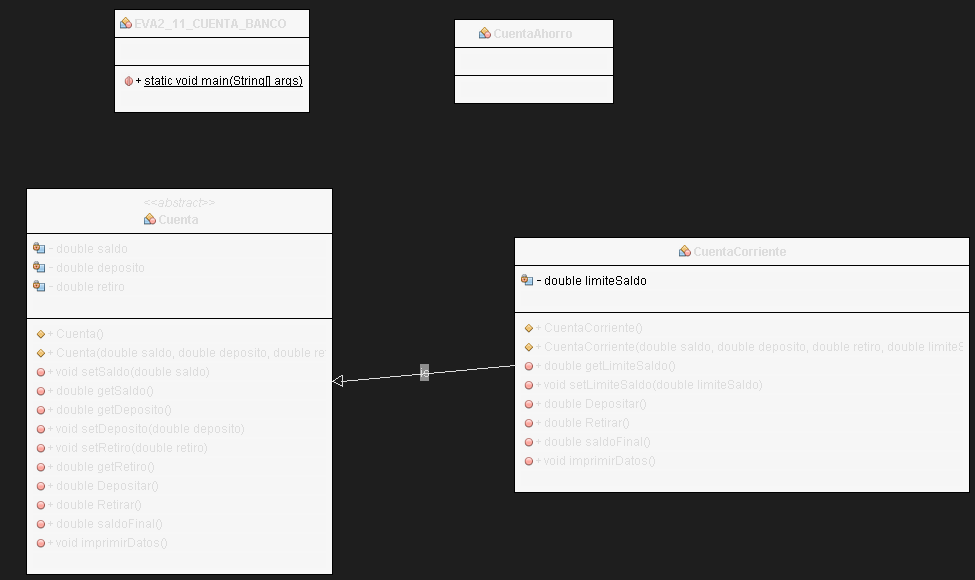 EVA2_11_CUENTA_BANCO
+ static void main(String[] args)
CuentaAhorro
<<abstract>>
Cuenta
- double saldo
- double deposito
- double retiro
+ Cuenta()
+ Cuenta(double saldo, double deposito, double re
+ void setSaldo(double saldo)
+ double getSaldo()
+ double getDeposito()
+ void setDeposito(double deposito)
+ void setRetiro(double retiro)
+ double getRetiro()
+ double Depositar()
+ double Retirar()
+ double saldoFinal()
+ void imprimirDatos()
CuentaCorriente
- double limiteSaldo
+ CuentaCorriente()
+ CuentaCorriente(double saldo, double deposito, double retiro, double limiteS
+ double getLimiteSaldo()
+ void setLimiteSaldo(double limiteSaldo)
+ double Depositar()
+ double Retirar()
+ double saldoFinal()
+ void imprimirDatos()